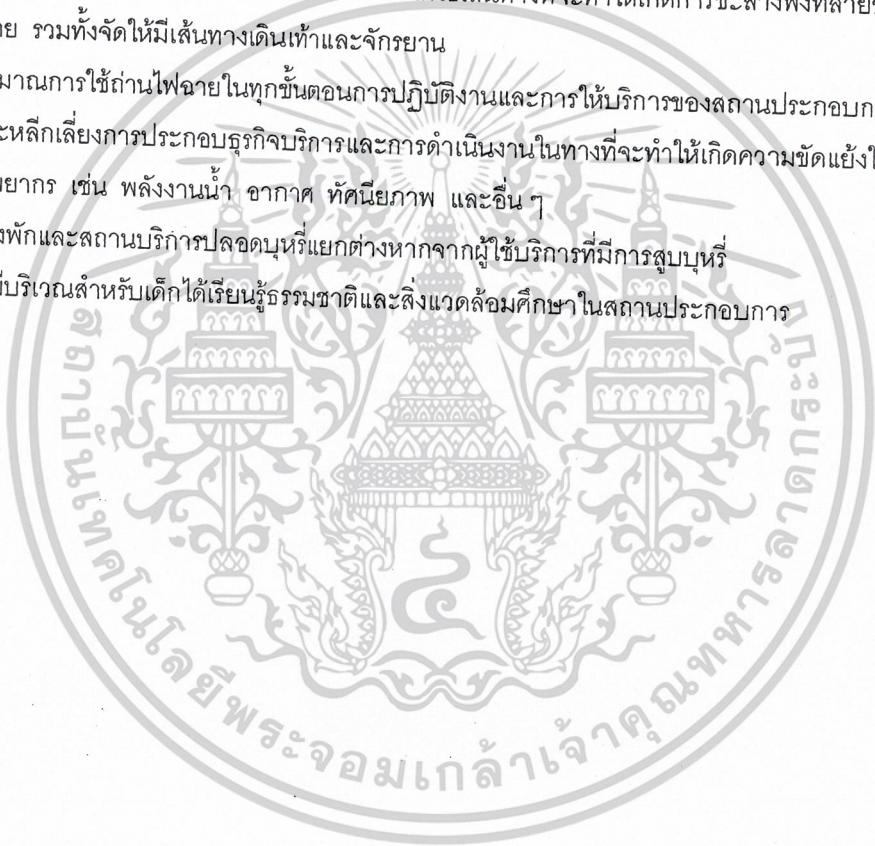 าย รวมทั้งจัดให้มีเส้นทางเดินเท้าและจักรยาน
มาณการใช้ถ่านไฟฉายในทุกขั้นตอนการปฏิบัติงานและการให้บริการของสถานประกอบก
ะหลีกเลี่ยงการประกอบธุรกิจบริการและการดำเนินงานในทางที่จะทำให้เกิดความขัดแย้งใ
พยากร เช่น พลังงานน้ำ อากาศ ทัศนียภาพ และอื่น ๆ
งพักและสถานบริการปลอดบุหรี่แยกต่างหากจากผู้ใช้บริการที่มีการสูบบุหรี่
ีบริเวณสำหรับเด็กได้เรียนรู้ธรรมชาติและสิ่งแวดล้อมศึกษาในสถานประกอบการ
สถาบันเทคโนโลยีพระจอมเกล้าเจ้าคุณทหารลาดกระบัง